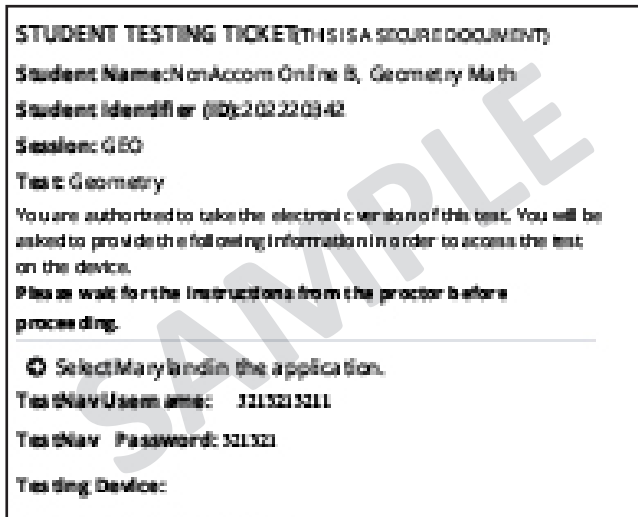 STUDENT TESTING TICKET(THIS IS A SECURE DOCUMENT)
Student Name:NonAccom Online B, Geometry Math
Student Identifier (ID):202220342
Session: GEO
Test: Geometry
You are authorized to take the electronic version of this test. You will be
asked to provide the following information in order to access the test
on the device.
Please wait for the instructions from the proctor before
proceeding.
Select Maryland in the application.
TestNav Username: 3213213211
TestNav Password: 321321
Testing Device:
SAMPLE